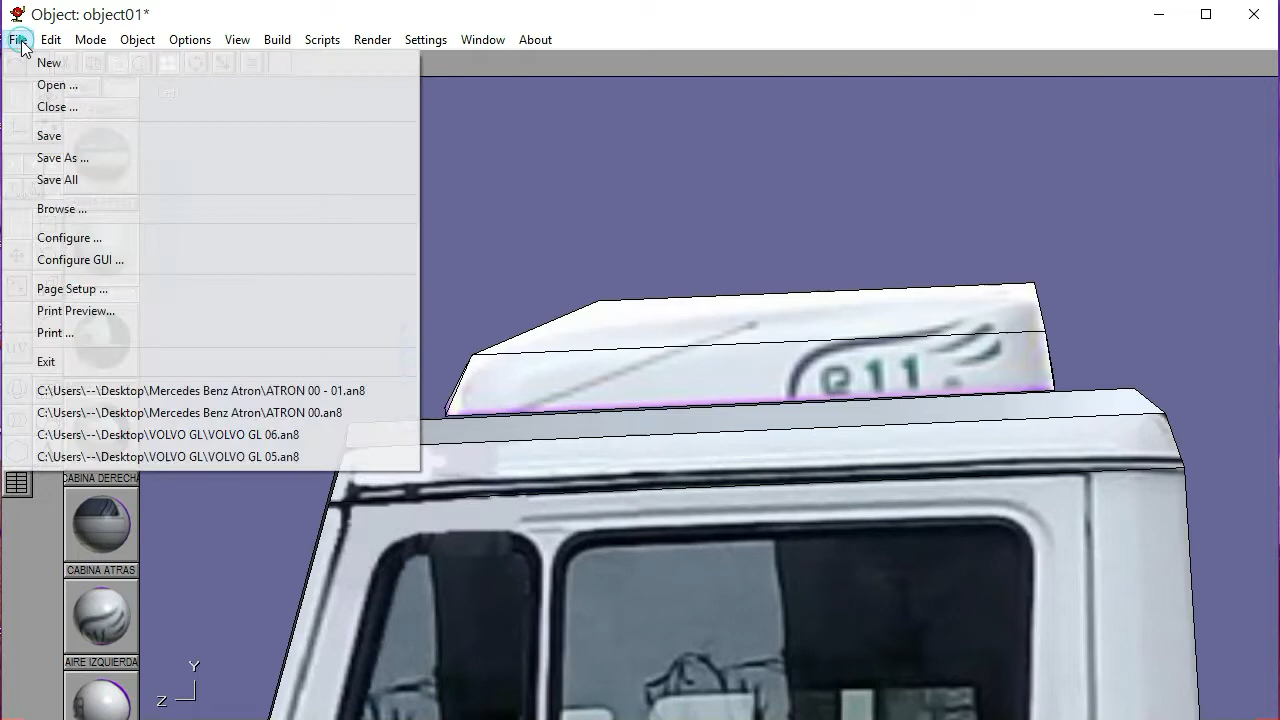 Object: object01*
File Edit Mode Object Options View Build Scripts Render Settings Window About
New
Open ...
Close ...
Save
Save As ...
Save All
Browse ...
Configure ...
Configure GUI ...
Page Setup ...
Print Preview...
Print ...
Exit
C:\Users\--\Desktop\Mercedes Benz Atron\ATRON 00 - 01.an8
C:\Users\--\Desktop\Mercedes Benz Atron\ATRON 00.an8
C:\Users\--\Desktop\VOLVO GL\VOLVO GL 06.an8
C:\Users\--\Desktop\VOLVO GL\VOLVO GL 05.an8
Left
uv
CABINA DERECHA
CABINA ATRAS
AIRE IZQUIERDA
Y
Z